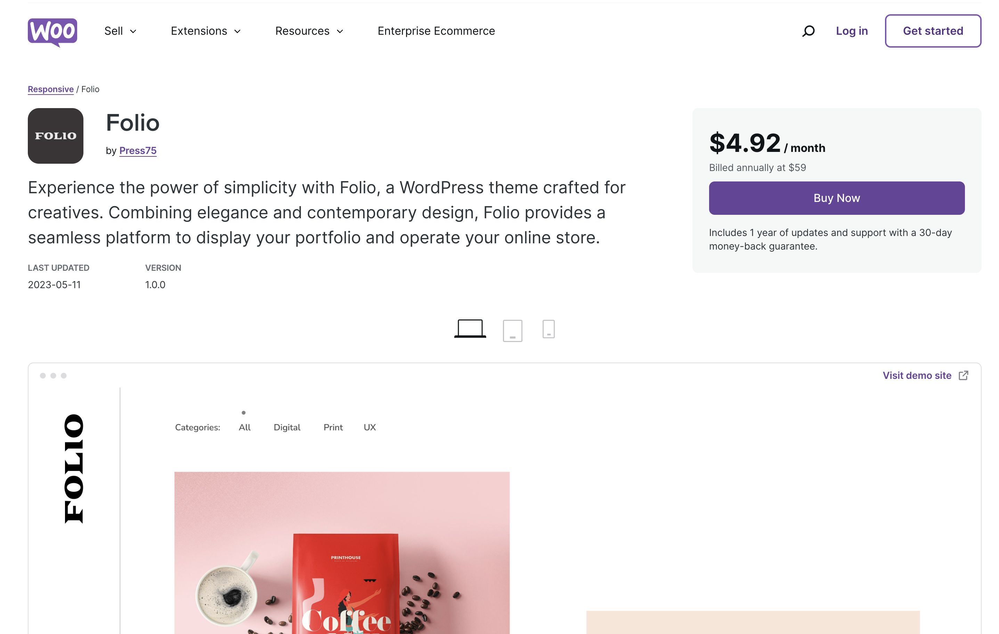 Woo
Sell
Extensions
Resources
Enterprise Ecommerce
Log in
Get started
Responsive / Folio
FOLIO
Folio
by Press75
Experience the power of simplicity with Folio, a WordPress theme crafted for
creatives. Combining elegance and contemporary design, Folio provides a
seamless platform to display your portfolio and operate your online store.
LAST UPDATED
2023-05-11
VERSION
1.0.0
$4.92 / month
Billed annually at $59
Buy Now
Includes 1 year of updates and support with a 30-day
money-back guarantee.
Visit demo site
FOLIO
Categories:
All
Digital
Print
UX
PRINTHOUSE
Coffee